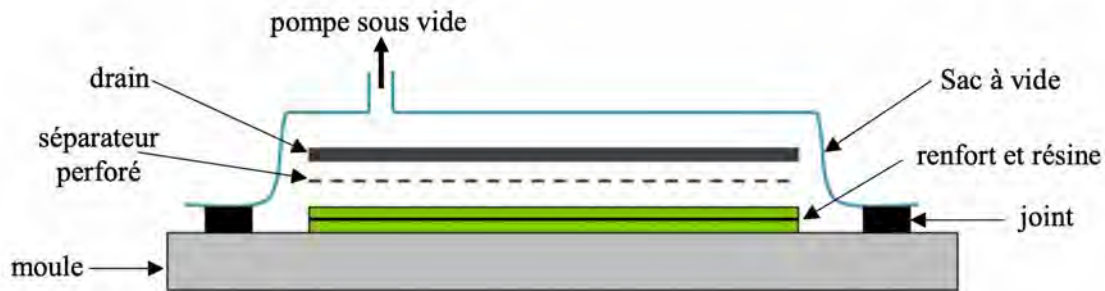 pompe sous vide
drain
Sac à vide
séparateur
perforé
renfort et résine
joint
moule